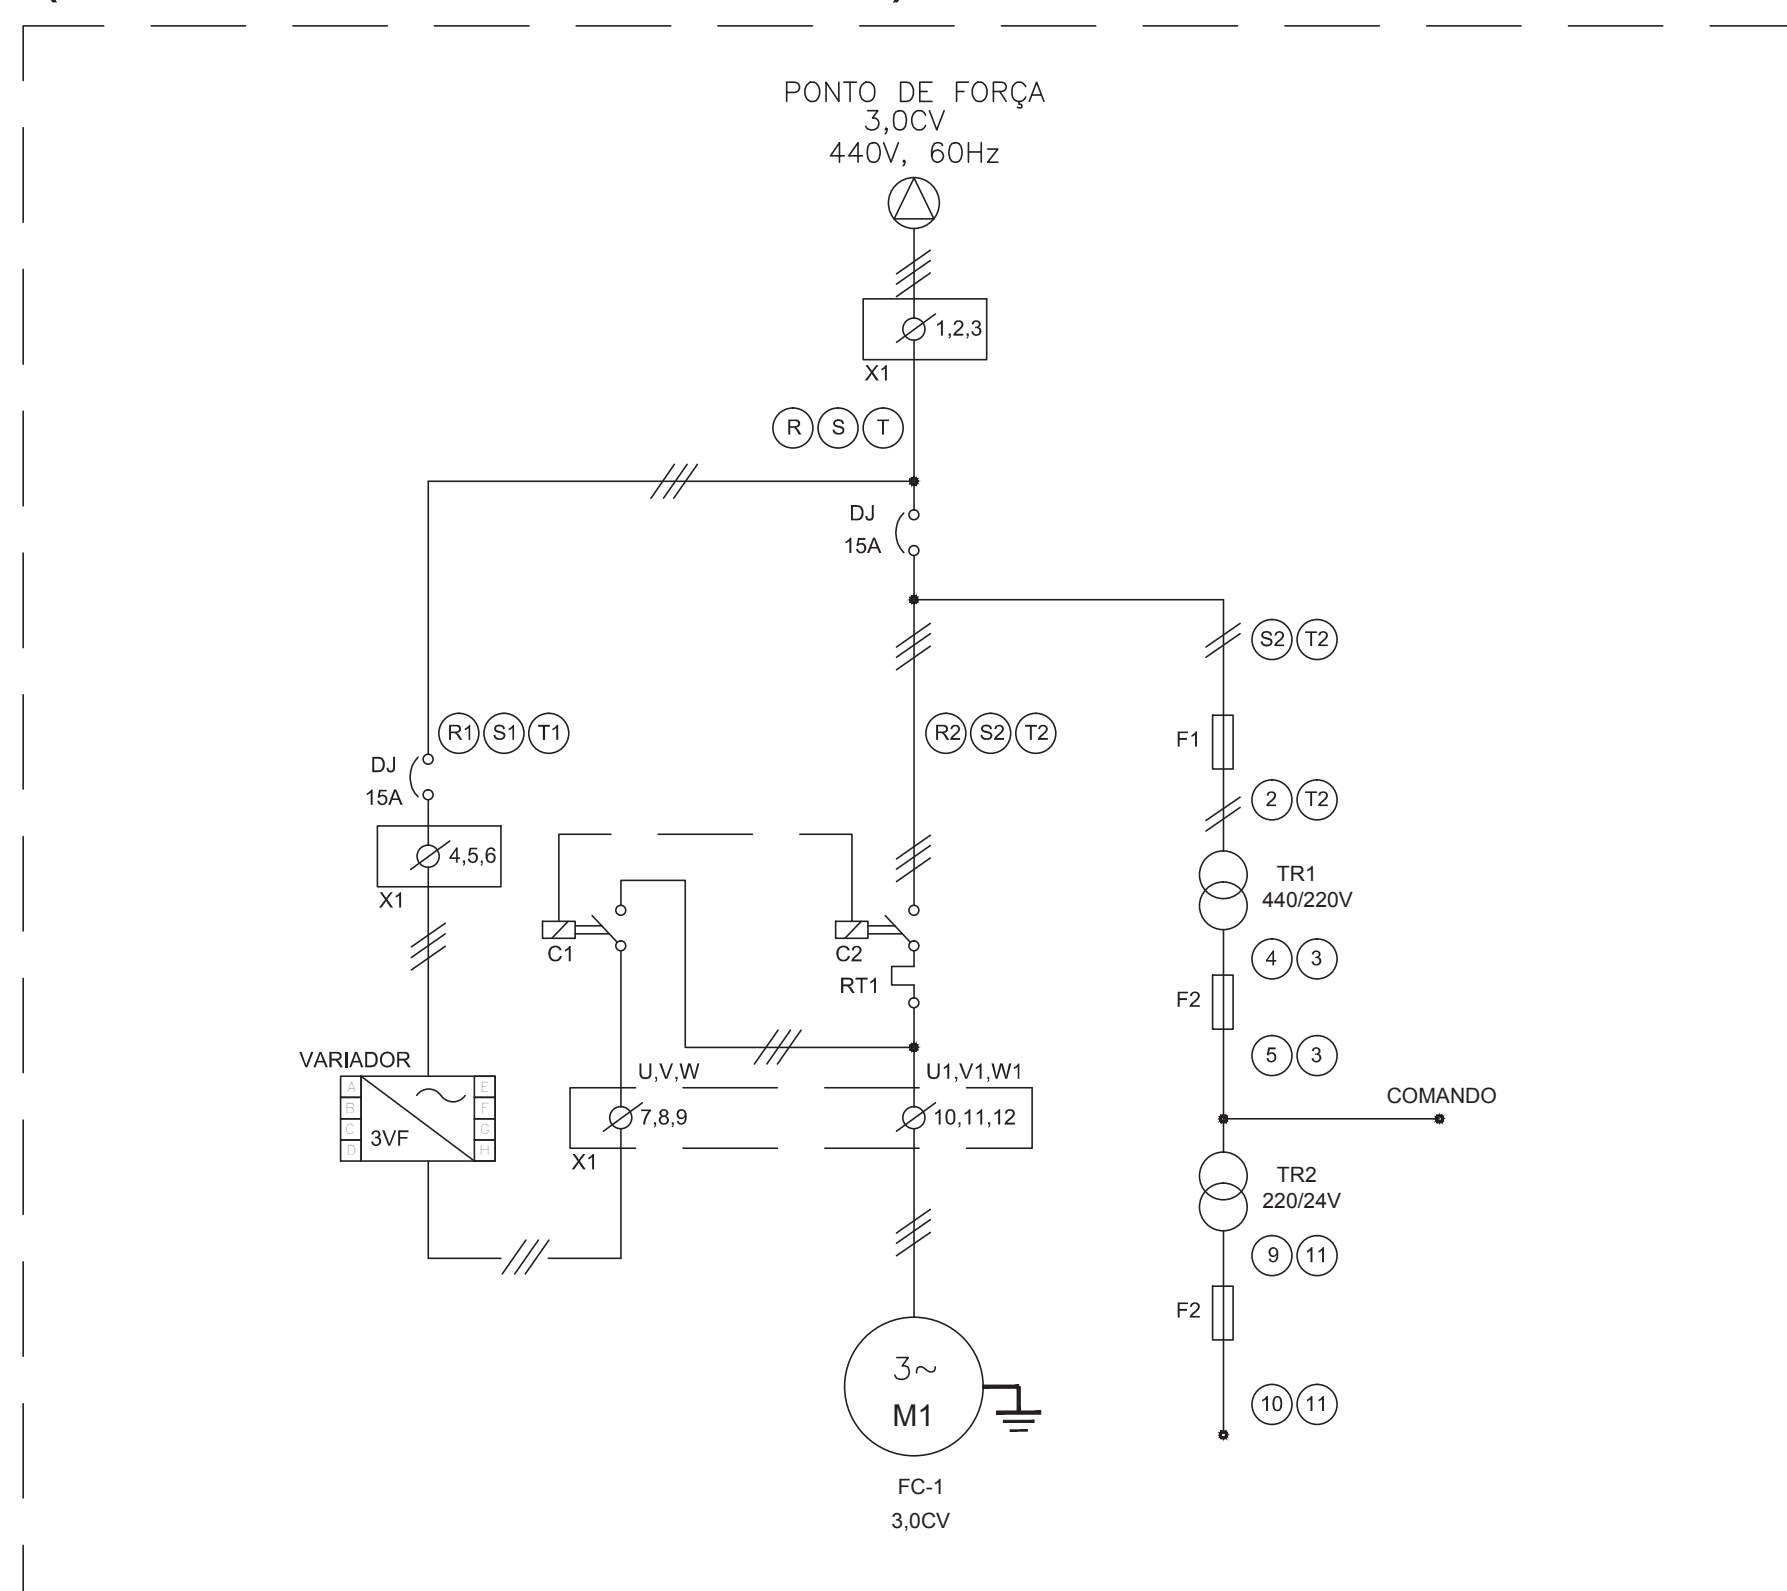 PONTO DE FORÇA
3,0CV
440V, 60Hz
1,2,3
X1
R S T
DJ
15A
S2 T2
R1 S1 T1
R2 S2 T2
F1
DJ
15A
2 T2
4,5,6
X1
TR1
440/220V
C1
C2
RT1
4 3
F2
5 3
VARIADOR
U,V,W
U1,V1,W1
A
B
C
D
E
F
G
H
3VF
7,8,9
10,11,12
X1
COMANDO
TR2
220/24V
9 11
F2
3~
M1
10 11
FC-1
3,0CV